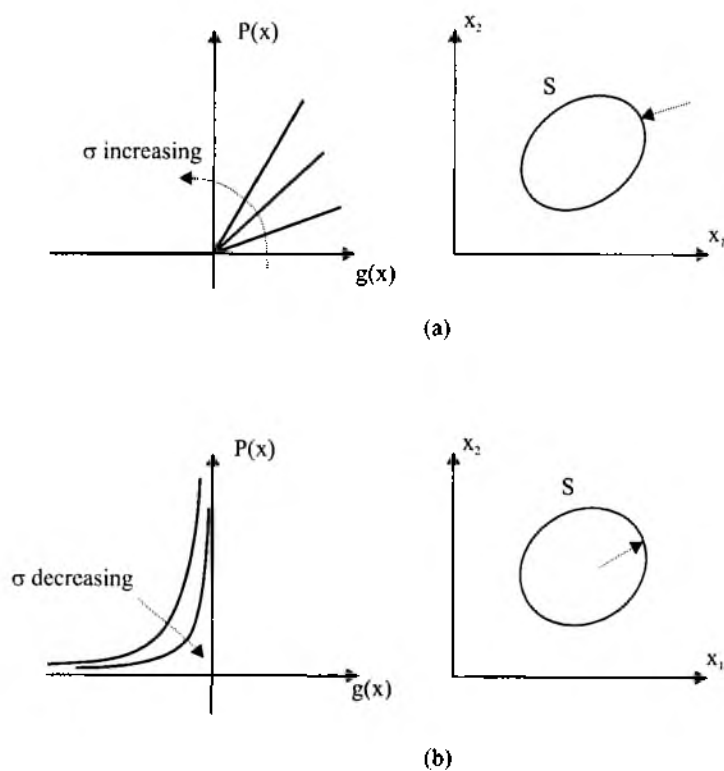 P(x)
x₂
S
σ increasing
g(x)
x₁
(a)
P(x)
x₂
S
σ decreasing
g(x)
x₁
(b)